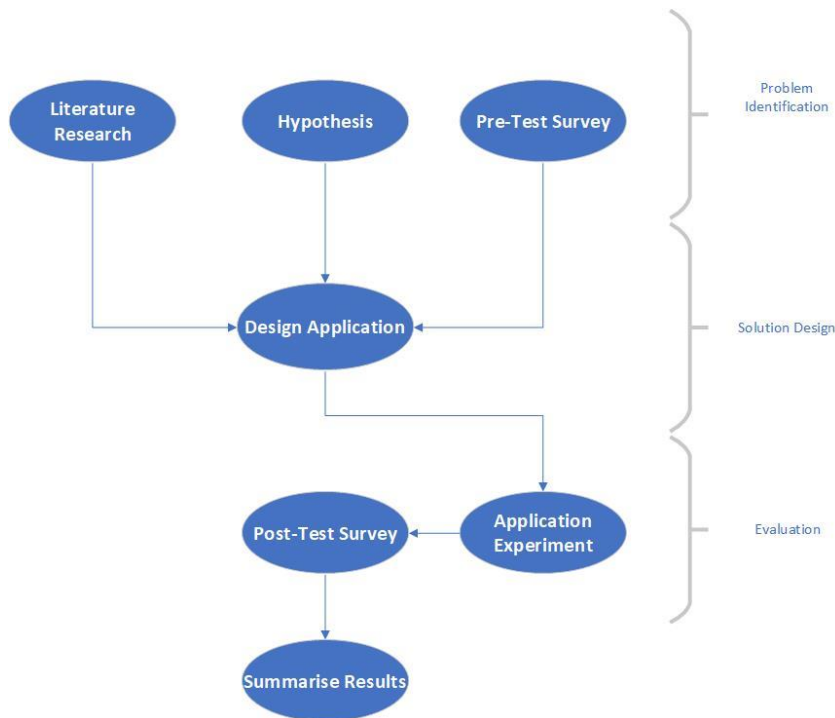 Literature
Research
Hypothesis
Pre-Test Survey
Problem
Identification
Design Application
Solution Design
Post-Test Survey
Application
Experiment
Evaluation
Summarise Results